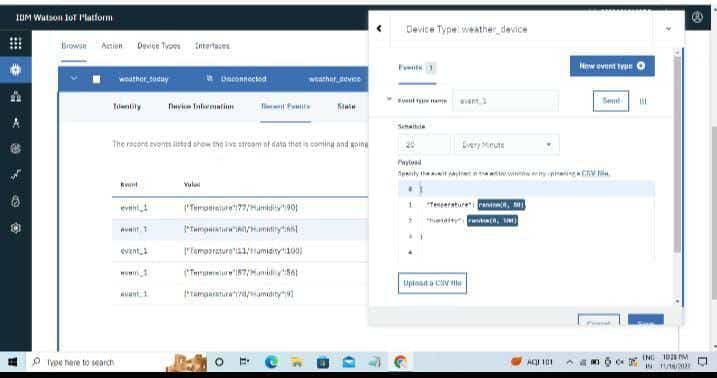 IBM Watson IoT Platform
Browse Action Device Types Interfaces
weather_today Disconnected weather_device
Identity Device Information Recent Events State
The recent events listed show the live stream of data that is coming and going
Event Value
event_1 {"Temperature":77,"Humidity":90}
event_1 {"Temperature":60,"Humidity":65}
event_1 {"Temperature":11,"Humidity":100}
event_1 {"Temperature":57,"Humidity":56}
event_1 {"Temperature":70,"Humidity":9}
Device Type: weather_device
Events 1
New event type
Event type name event_1 Send
Schedule
20 Every Minute
Payload
Specify the event payload in the editor window or by uploading a CSV file.
0 {
1 "Temperature": random(0, 80)
2 "humidity": random(0, 100)
3 }
4
Upload a CSV file
Cancel Save
Type here to search
AQI 101
ENG 10:28 PM
IN 11/16/2022